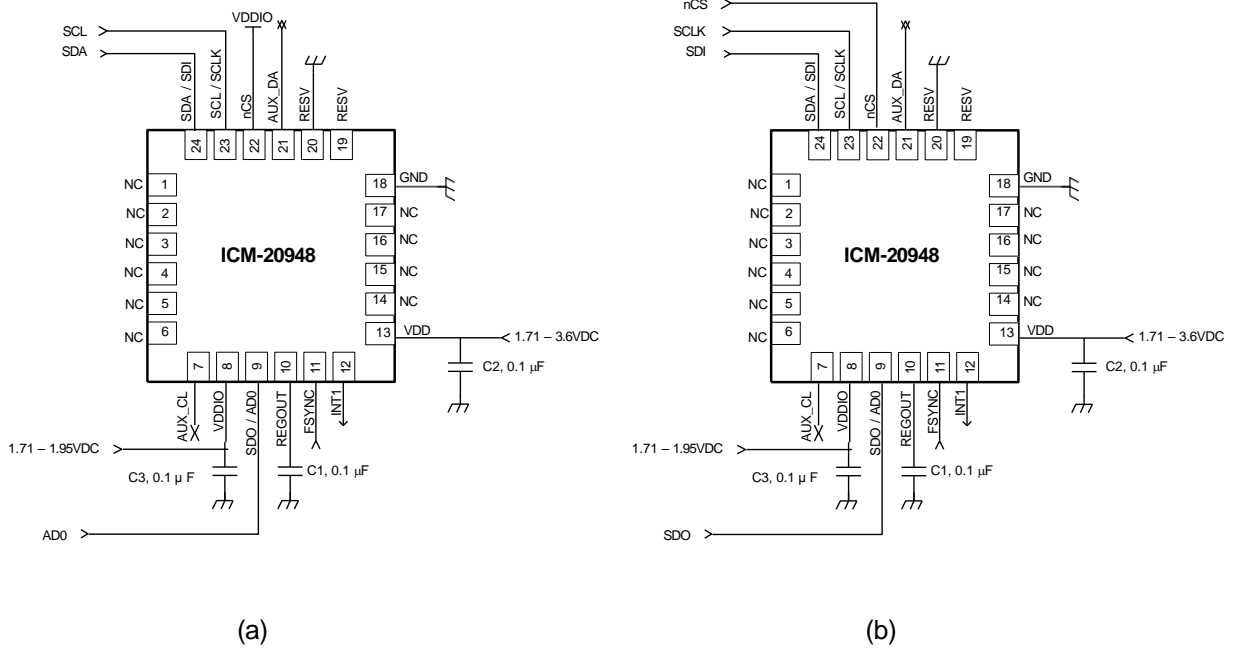 SCL
SDA
VDDIO
SDA / SDI
SCL / SCLK
nCS
AUX_DA
RESV
RESV
24
23
22
21
20
19
NC 1
NC 2
NC 3
NC 4
NC 5
NC 6
ICM-20948
18 GND
17 NC
16 NC
15 NC
14 NC
13 VDD
1.71 – 3.6VDC
C2, 0.1 µF
7
8
9
10
11
12
AUX_CL
VDDIO
SDO / AD0
REGOUT
FSYNC
INT1
1.71 – 1.95VDC
C3, 0.1 µ F
C1, 0.1 µF
AD0
(a)
nCS
SCLK
SDI
SDA / SDI
SCL / SCLK
nCS
AUX_DA
RESV
RESV
24
23
22
21
20
19
NC 1
NC 2
NC 3
NC 4
NC 5
NC 6
ICM-20948
18 GND
17 NC
16 NC
15 NC
14 NC
13 VDD
1.71 – 3.6VDC
C2, 0.1 µF
7
8
9
10
11
12
AUX_CL
VDDIO
SDO / AD0
REGOUT
FSYNC
INT1
1.71 – 1.95VDC
C3, 0.1 µ F
C1, 0.1 µF
SDO
(b)